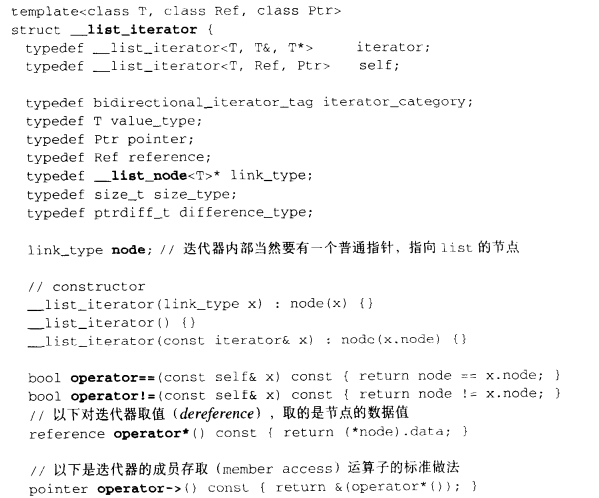 template<class T, class Ref, class Ptr>
struct __list_iterator {
typedef __list_iterator<T, T&, T*> iterator;
typedef __list_iterator<T, Ref, Ptr> self;
typedef bidirectional_iterator_tag iterator_category;
typedef T value_type;
typedef Ptr pointer;
typedef Ref reference;
typedef __list_node<T>* link_type;
typedef size_t size_type;
typedef ptrdiff_t difference_type;
link_type node; // 迭代器内部当然要有一个普通指针，指向 list 的节点
// constructor
__list_iterator(link_type x) : node(x) {}
__list_iterator() {}
__list_iterator(const iterator& x) : node(x.node) {}
bool operator==(const self& x) const { return node == x.node; }
bool operator!=(const self& x) const { return node != x.node; }
// 以下对迭代器取值（dereference），取的是节点的数据值
reference operator*() const { return (*node).data; }
// 以下是迭代器的成员存取（member access）运算子的标准做法
pointer operator->() const { return &(operator*()); }